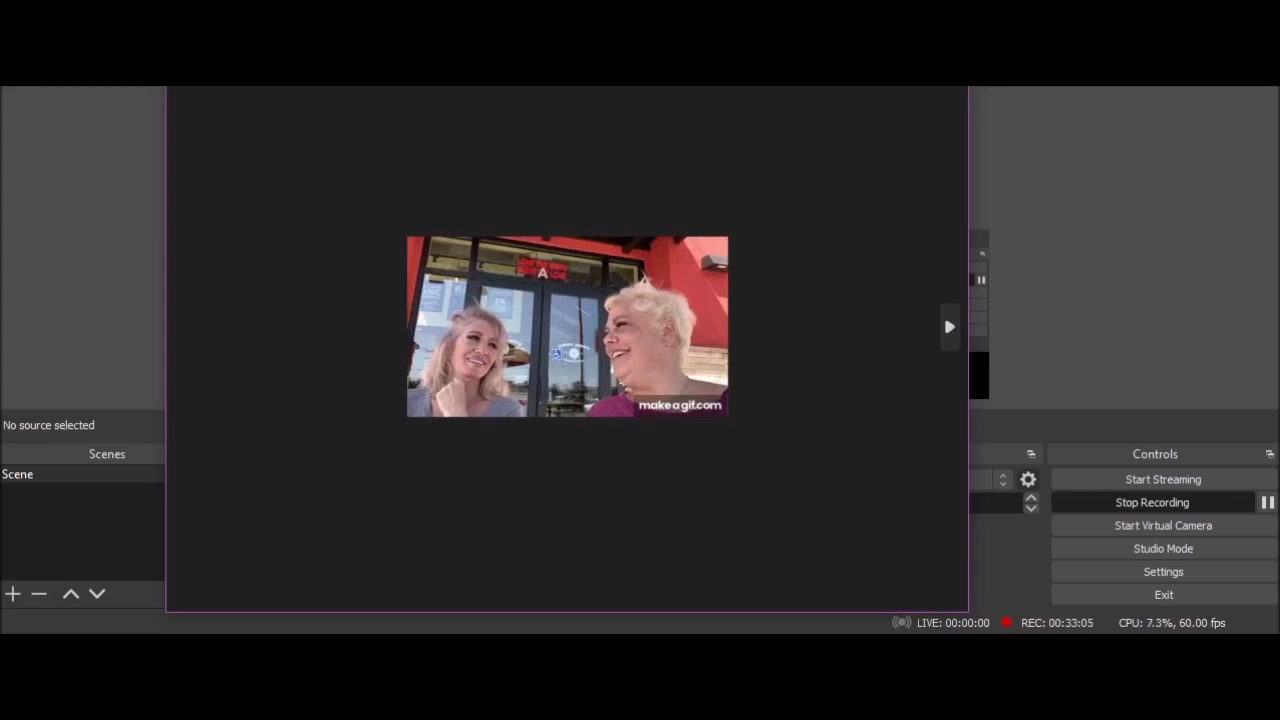 makeagif.com
No source selected
Scenes
Controls
Scene
Start Streaming
Stop Recording
Start Virtual Camera
Studio Mode
Settings
Exit
LIVE: 00:00:00
REC: 00:33:05
CPU: 7.3%, 60.00 fps